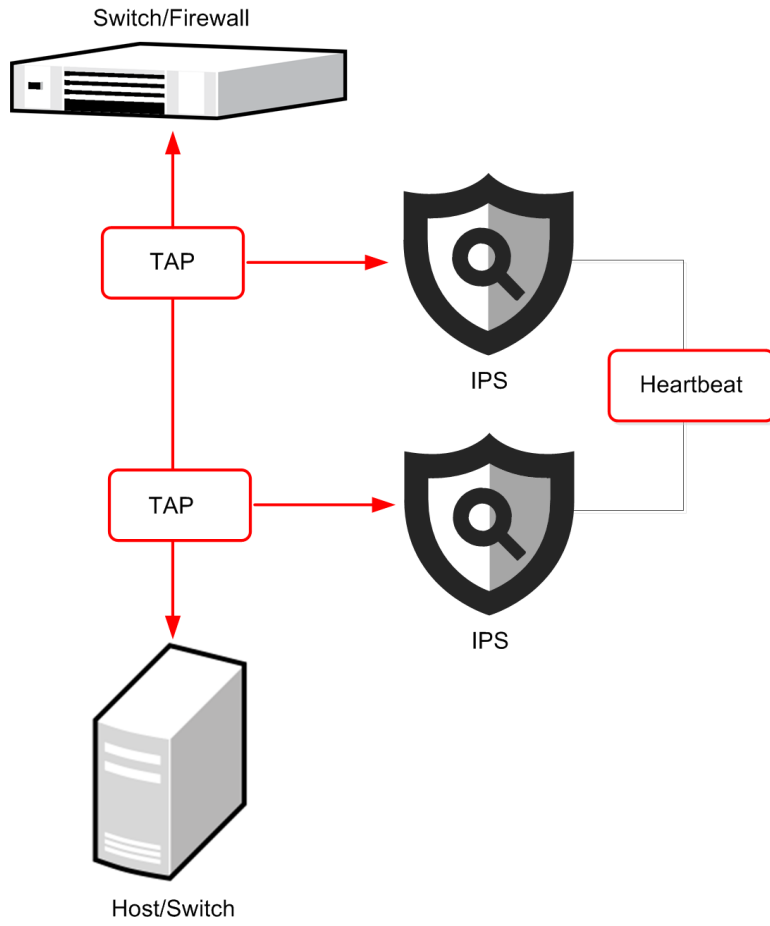 Switch/Firewall
TAP
IPS
Heartbeat
TAP
IPS
Host/Switch